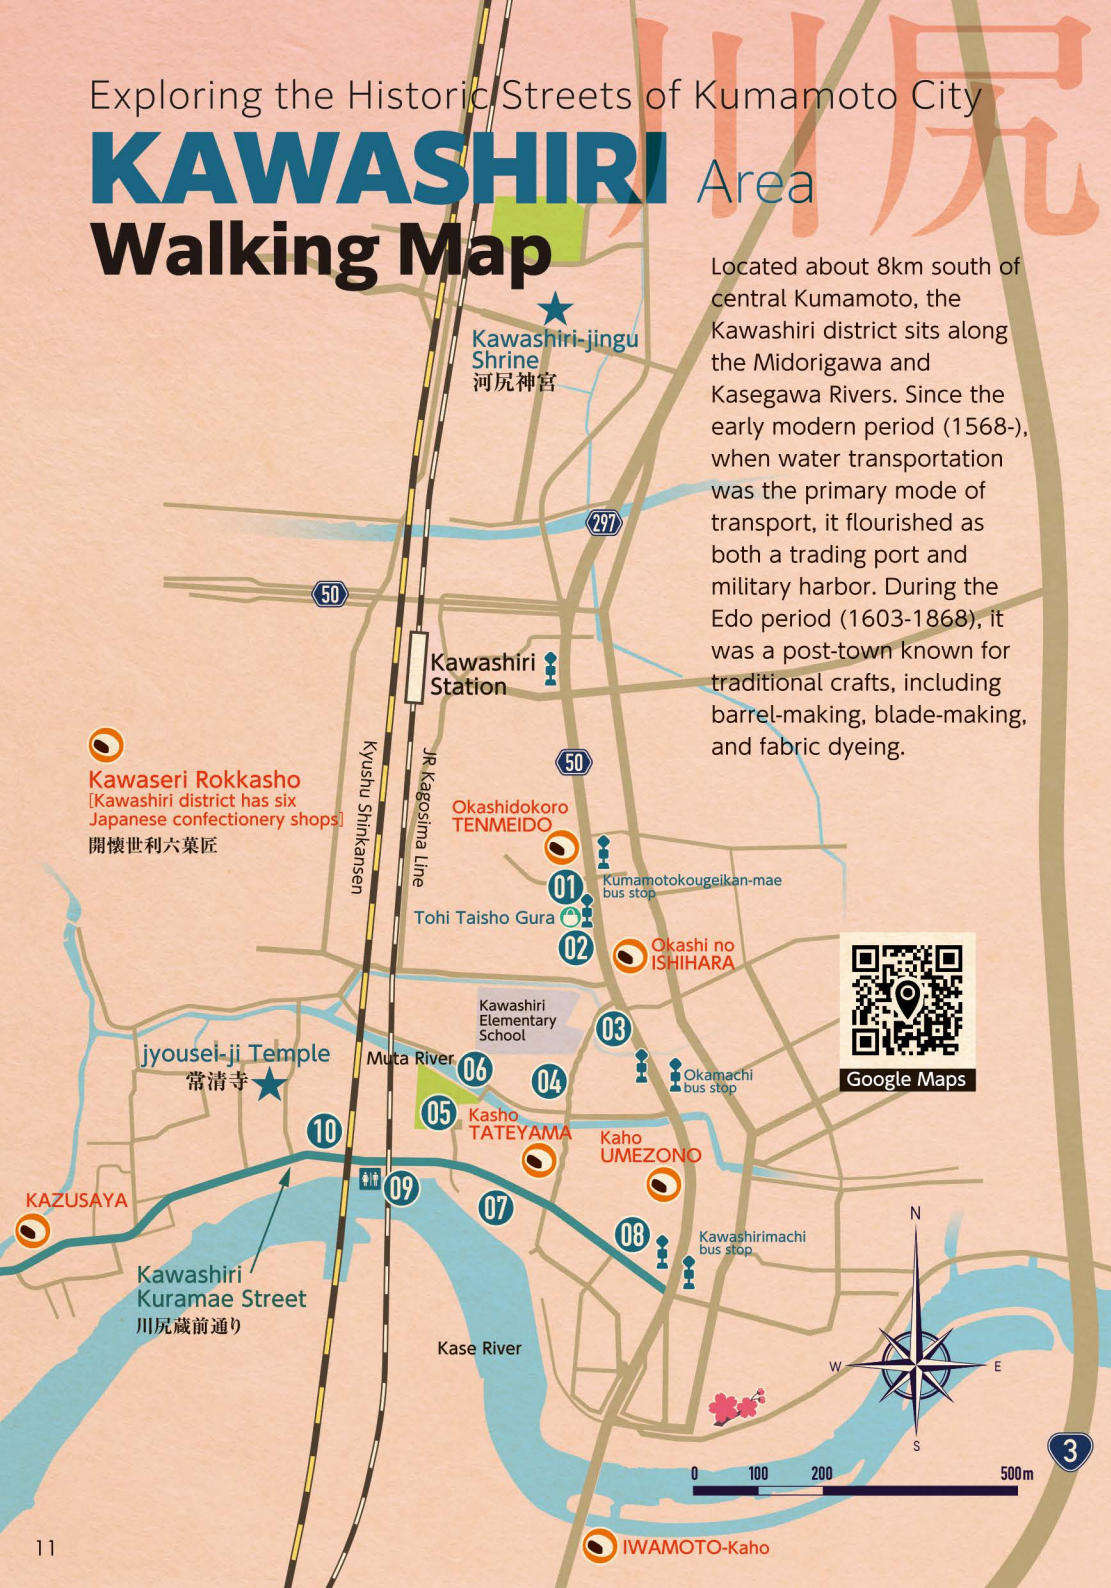 川尻
Exploring the Historic Streets of Kumamoto City
KAWASHIRI Area
Walking Map
Located about 8km south of
central Kumamoto, the
Kawashiri district sits along
the Midorigawa and
Kasegawa Rivers. Since the
early modern period (1568-),
when water transportation
was the primary mode of
transport, it flourished as
both a trading port and
military harbor. During the
Edo period (1603-1868), it
was a post-town known for
traditional crafts, including
barrel-making, blade-making,
and fabric dyeing.
Kawashiri-jingu
Shrine
河尻神宮
297
50
Kawashiri
Station
Kawaseri Rokkasho
[Kawashiri district has six
Japanese confectionery shops]
開懐世利六菓匠
Kyushu Shinkansen
JR Kagosima Line
50
Okashidokoro
TENMEIDO
01
Kumamotokougeikan-mae
bus stop
Tohi Taisho Gura
02
Okashi no
ISHIHARA
Kawashiri
Elementary
School
03
Google Maps
jyousei-ji Temple
常清寺
Muta River
06
04
Okamachi
bus stop
05
Kasho
TATEYAMA
Kaho
UMEZONO
10
09
07
08
KAZUSAYA
Kawashirimachi
bus stop
Kawashiri
Kuramae Street
川尻蔵前通り
Kase River
N
W
E
S
3
0 100 200 500m
IWAMOTO-Kaho
11